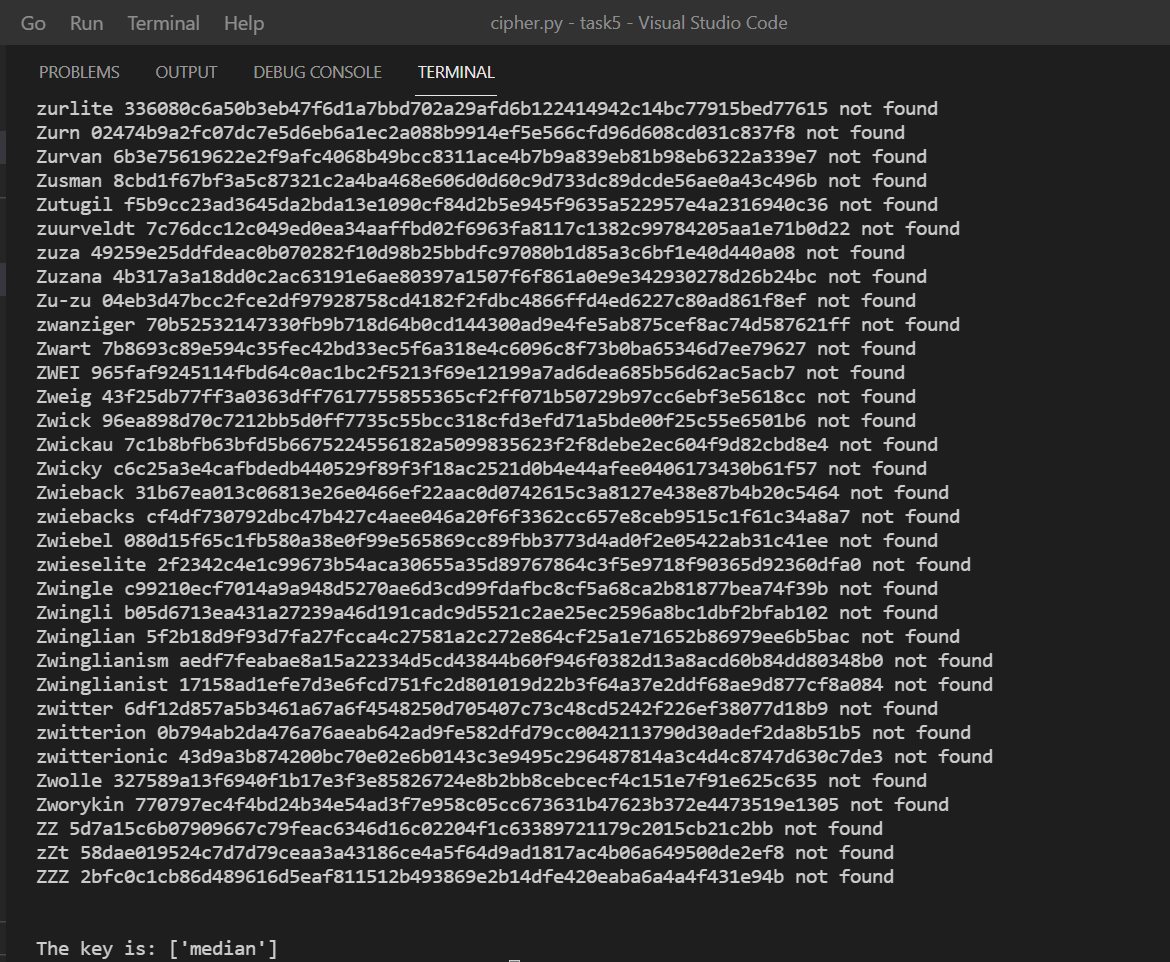 Go Run Terminal Help cipher.py - task5 - Visual Studio Code
PROBLEMS OUTPUT DEBUG CONSOLE TERMINAL
zurlite 336080c6a50b3eb47f6d1a7bbd702a29afd6b122414942c14bc77915bed77615 not found
Zurn 02474b9a2fc07dc7e5d6eb6a1ec2a088b9914ef5e566cfd96d608cd031c837f8 not found
Zurvan 6b3e75619622e2f9afc4068b49bcc8311ace4b7b9a839eb81b98eb6322a339e7 not found
Zusman 8cbd1f67bf3a5c87321c2a4ba468e606d0d60c9d733dc89dcde56ae0a43c496b not found
Zutugil f5b9cc23ad3645da2bda13e1090cf84d2b5e945f9635a522957e4a2316940c36 not found
zuurveldt 7c76dcc12c049ed0ea34aaffbd02f6963fa8117c1382c99784205aa1e71b0d22 not found
zuza 49259e25ddfdeac0b070282f10d98b25bbdfc97080b1d85a3c6bf1e40d440a08 not found
Zuzana 4b317a3a18dd0c2ac63191e6ae80397a1507f6f861a0e9e342930278d26b24bc not found
Zu-zu 04eb3d47bcc2fce2df97928758cd4182f2fdbc4866ffd4ed6227c80ad861f8ef not found
zwanziger 70b52532147330fb9b718d64b0cd144300ad9e4fe5ab875cef8ac74d587621ff not found
Zwart 7b8693c89e594c35fec42bd33ec5f6a318e4c6096c8f73b0ba65346d7ee79627 not found
ZWEI 965faf9245114fbd64c0ac1bc2f5213f69e12199a7ad6dea685b56d62ac5acb7 not found
Zweig 43f25db77ff3a0363dff7617755855365cf2ff071b50729b97cc6ebf3e5618cc not found
Zwick 96ea898d70c7212bb5d0ff7735c55bcc318cfd3efd71a5bde00f25c55e6501b6 not found
Zwickau 7c1b8bfb63bfd5b6675224556182a5099835623f2f8debe2ec604f9d82cbd8e4 not found
Zwicky c6c25a3e4cafbdedb440529f89f3f18ac2521d0b4e44afee0406173430b61f57 not found
Zwieback 31b67ea013c06813e26e0466ef22aac0d0742615c3a8127e438e87b4b20c5464 not found
zwiebacks cf4df730792dbc47b427c4aee046a20f6f3362cc657e8ceb9515c1f61c34a8a7 not found
Zwiebel 080d15f65c1fb580a38e0f99e565869cc89fbb3773d4ad0f2e05422ab31c41ee not found
zwieselite 2f2342c4e1c99673b54aca30655a35d89767864c3f5e9718f90365d92360dfa0 not found
Zwingle c99210ecf7014a9a948d5270ae6d3cd99fdafbc8cf5a68ca2b81877bea74f39b not found
Zwingli b05d6713ea431a27239a46d191cadc9d5521c2ae25ec2596a8bc1dbf2bfab102 not found
Zwinglian 5f2b18d9f93d7fa27fcca4c27581a2c272e864cf25a1e71652b86979ee6b5bac not found
Zwinglianism aedf7feabae8a15a22334d5cd43844b60f946f0382d13a8acd60b84dd80348b0 not found
Zwinglianist 17158ad1efe7d3e6fcd751fc2d801019d22b3f64a37e2ddf68ae9d877cf8a084 not found
zwitter 6df12d857a5b3461a67a6f4548250d705407c73c48cd5242f226ef38077d18b9 not found
zwitterion 0b794ab2da476a76aeab642ad9fe582dfd79cc0042113790d30adef2da8b51b5 not found
zwitterionic 43d9a3b874200bc70e02e6b0143c3e9495c296487814a3c4d4c8747d630c7de3 not found
Zwolle 327589a13f6940f1b17e3f3e85826724e8b2bb8cebcecf4c151e7f91e625c635 not found
Zworykin 770797ec4f4bd24b34e54ad3f7e958c05cc673631b47623b372e4473519e1305 not found
ZZ 5d7a15c6b07909667c79feac6346d16c02204f1c63389721179c2015cb21c2bb not found
zZt 58dae019524c7d7d79ceaa3a43186ce4a5f64d9ad1817ac4b06a649500de2ef8 not found
ZZZ 2bfc0c1cb86d489616d5eaf811512b493869e2b14dfe420eaba6a4a4f431e94b not found
The key is: ['median']